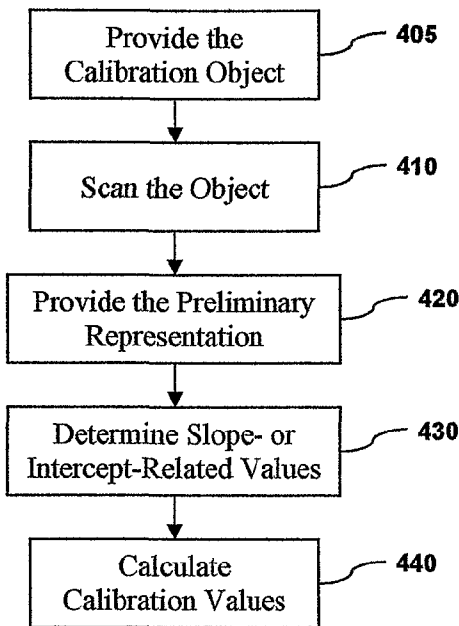 Provide the
Calibration Object
405
Scan the Object
410
Provide the Preliminary
Representation
420
Determine Slope- or
Intercept-Related Values
430
Calculate
Calibration Values
440